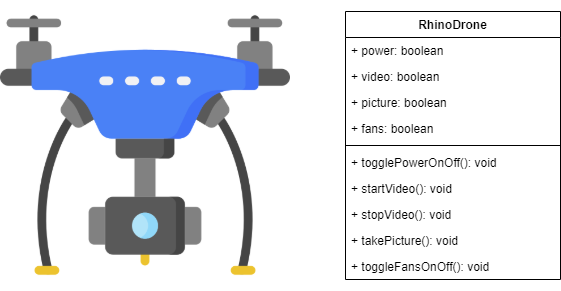 RhinoDrone
+ power: boolean
+ video: boolean
+ picture: boolean
+ fans: boolean
+ togglePowerOnOff(): void
+ startVideo(): void
+ stopVideo(): void
+ takePicture(): void
+ toggleFansOnOff(): void